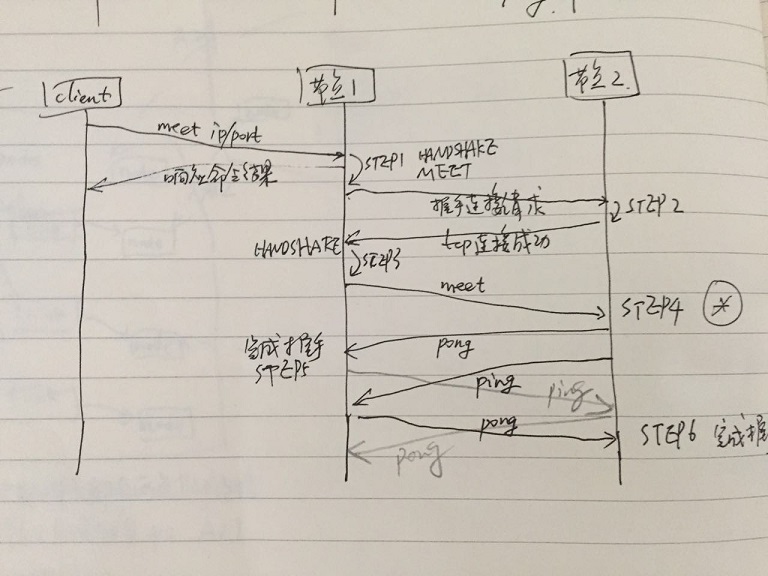 client
节点1
节点2
meet ip/port
STEP1 HANDSHAKE
MEET
响应命令结果
握手连接请求
STEP2
HANDSHAKE
tcp连接成功
STEP3
meet
STEP4
完成握手
STEP5
pong
ping
ping
pong
STEP6 完成握
pong